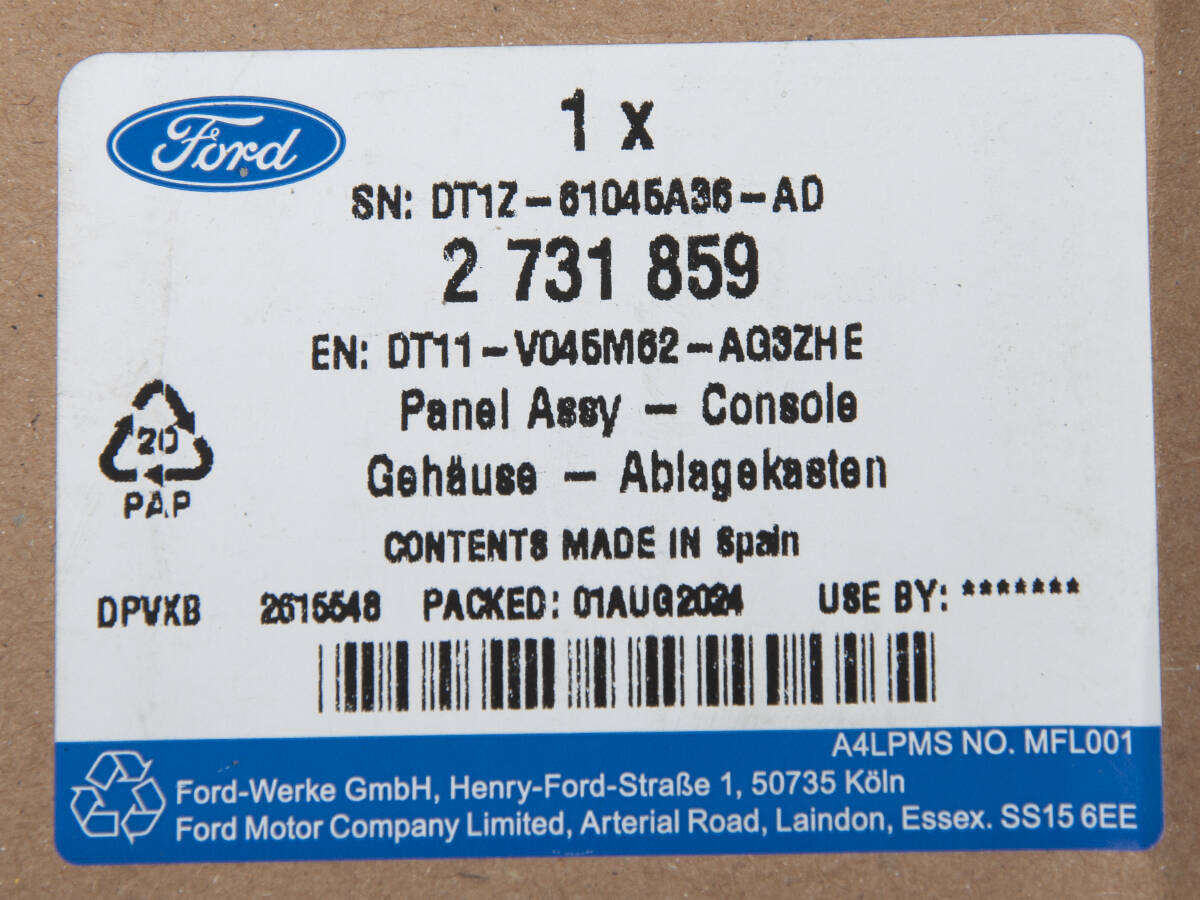 Ford
1 x
SN: DT1Z-61045A36-AD
2 731 859
EN: DT11-V045M62-AG3ZHE
Panel Assy - Console
Gehäuse - Ablagekasten
20
PAP
CONTENTS MADE IN Spain
DPVXB 2615548 PACKED: 01AUG2024 USE BY: *******
A4LPMS NO. MFL001
Ford-Werke GmbH, Henry-Ford-Straße 1, 50735 Köln
Ford Motor Company Limited, Arterial Road, Laindon, Essex. SS15 6EE